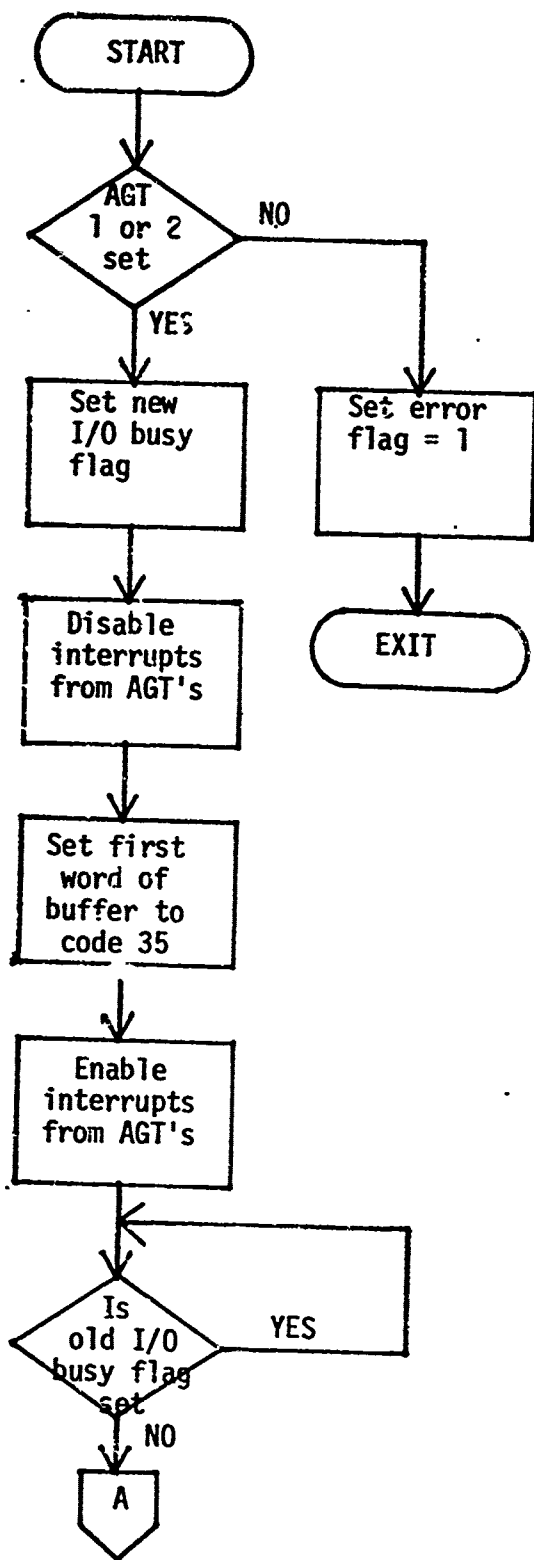 START
AGT
1 or 2
set
NO
YES
Set new
I/O busy
flag
Set error
flag = 1
Disable
interrupts
from AGT's
EXIT
Set first
word of
buffer to
code 35
Enable
interrupts
from AGT's
Is
old I/O
busy flag
set
YES
NO
A